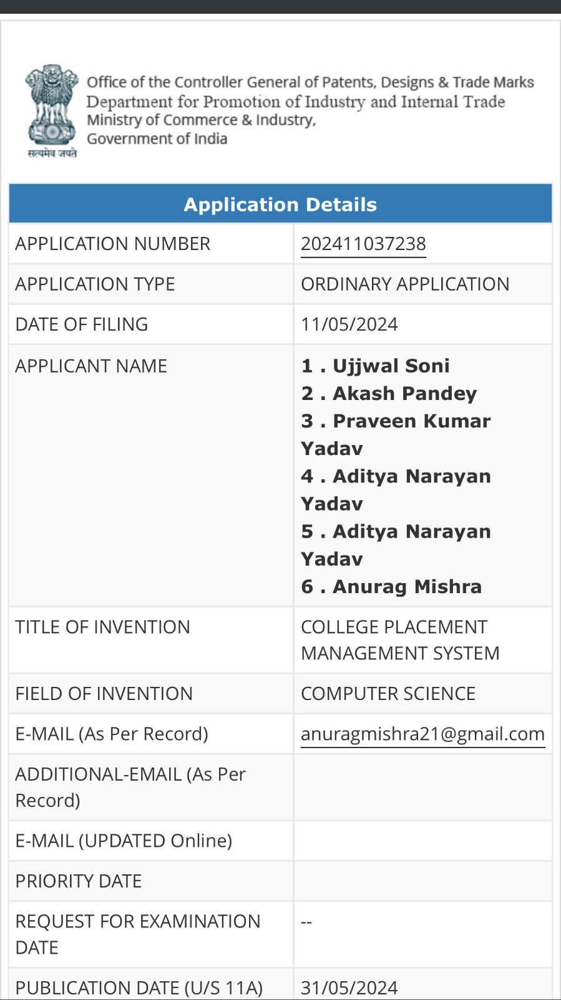 सत्यमेव जयते
Office of the Controller General of Patents, Designs & Trade Marks
Department for Promotion of Industry and Internal Trade
Ministry of Commerce & Industry,
Government of India
Application Details
APPLICATION NUMBER 202411037238
APPLICATION TYPE ORDINARY APPLICATION
DATE OF FILING 11/05/2024
APPLICANT NAME 1 . Ujjwal Soni
2 . Akash Pandey
3 . Praveen Kumar
Yadav
4 . Aditya Narayan
Yadav
5 . Aditya Narayan
Yadav
6 . Anurag Mishra
TITLE OF INVENTION COLLEGE PLACEMENT
MANAGEMENT SYSTEM
FIELD OF INVENTION COMPUTER SCIENCE
E-MAIL (As Per Record) anuragmishra21@gmail.com
ADDITIONAL-EMAIL (As Per
Record)
E-MAIL (UPDATED Online)
PRIORITY DATE
REQUEST FOR EXAMINATION --
DATE
PUBLICATION DATE (U/S 11A) 31/05/2024